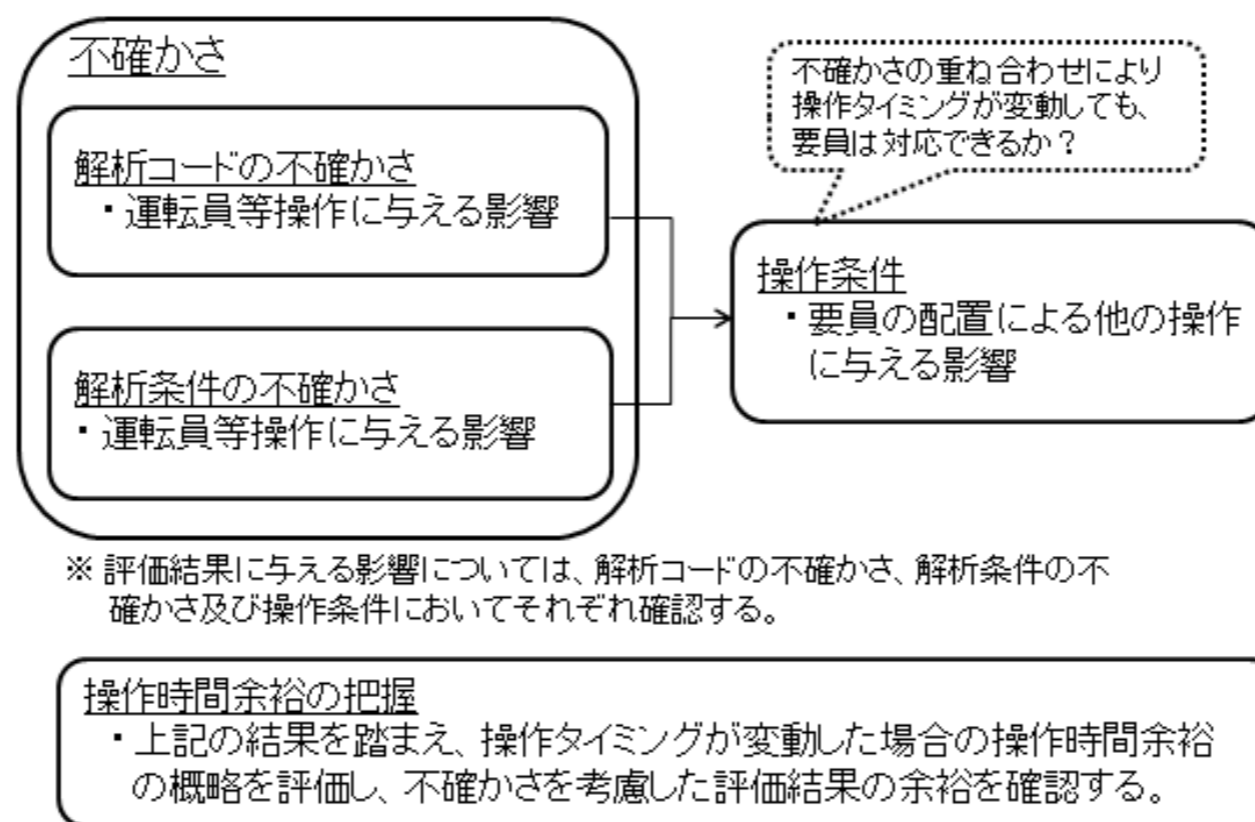 不確かさ
解析コードの不確かさ
・運転員等操作に与える影響
解析条件の不確かさ
・運転員等操作に与える影響
不確かさの重ね合わせにより
操作タイミングが変動しても、
要員は対応できるか？
操作条件
・要員の配置による他の操作
に与える影響
※ 評価結果に与える影響については、解析コードの不確かさ、解析条件の不
確かさ及び操作条件においてそれぞれ確認する。
操作時間余裕の把握
・上記の結果を踏まえ、操作タイミングが変動した場合の操作時間余裕
の概略を評価し、不確かさを考慮した評価結果の余裕を確認する。